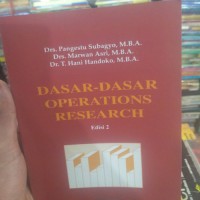 Drs. Pangestu Subagyo, M.B.A.
Drs. Marwan Asri, M.B.A.
Dr. T. Hani Handoko, M.B.A.
DASAR-DASAR
OPERATIONS
RESEARCH
Edisi 2